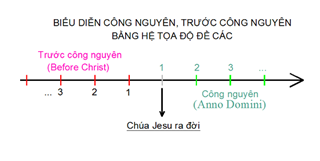 BIỂU DIỄN CÔNG NGUYÊN, TRƯỚC CÔNG NGUYÊN
BẰNG HỆ TỌA ĐỘ ĐỀ CÁC
Trước công nguyên
(Before Christ)
1 2 3 ...
... 3 2 1
Công nguyên
(Anno Domini)
Chúa Jesu ra đời